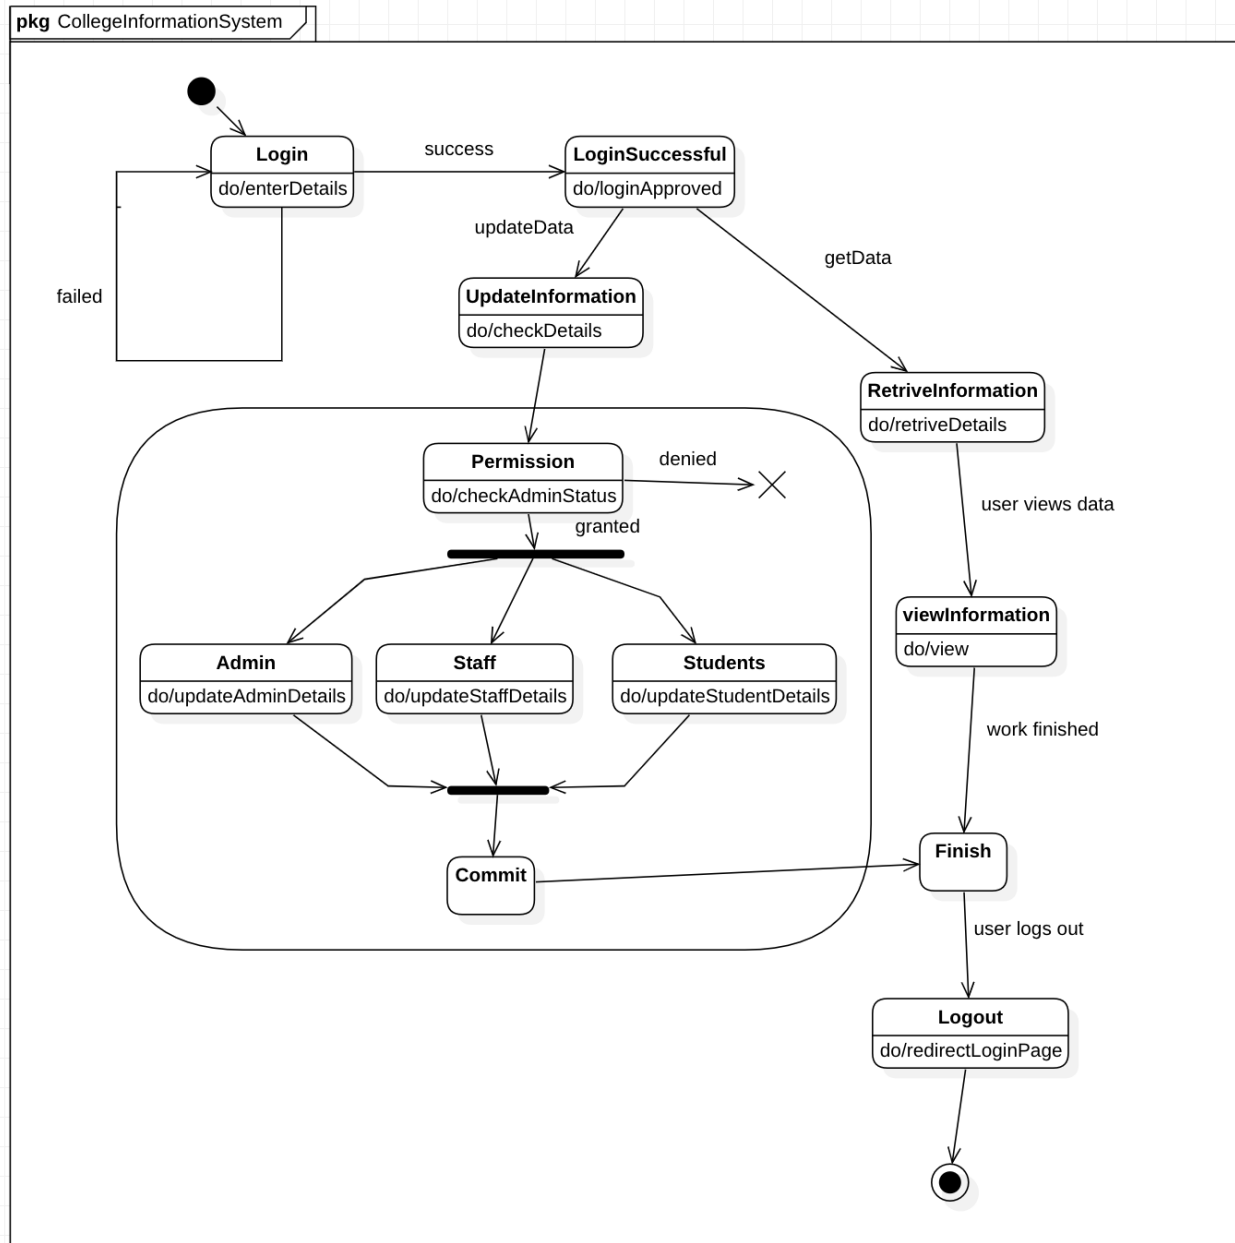 pkg CollegeInformationSystem
Login
do/enterDetails
success
LoginSuccessful
do/loginApproved
updateData
getData
failed
UpdateInformation
do/checkDetails
RetriveInformation
do/retriveDetails
Permission
do/checkAdminStatus
denied
granted
user views data
viewInformation
do/view
Admin
do/updateAdminDetails
Staff
do/updateStaffDetails
Students
do/updateStudentDetails
work finished
Commit
Finish
user logs out
Logout
do/redirectLoginPage